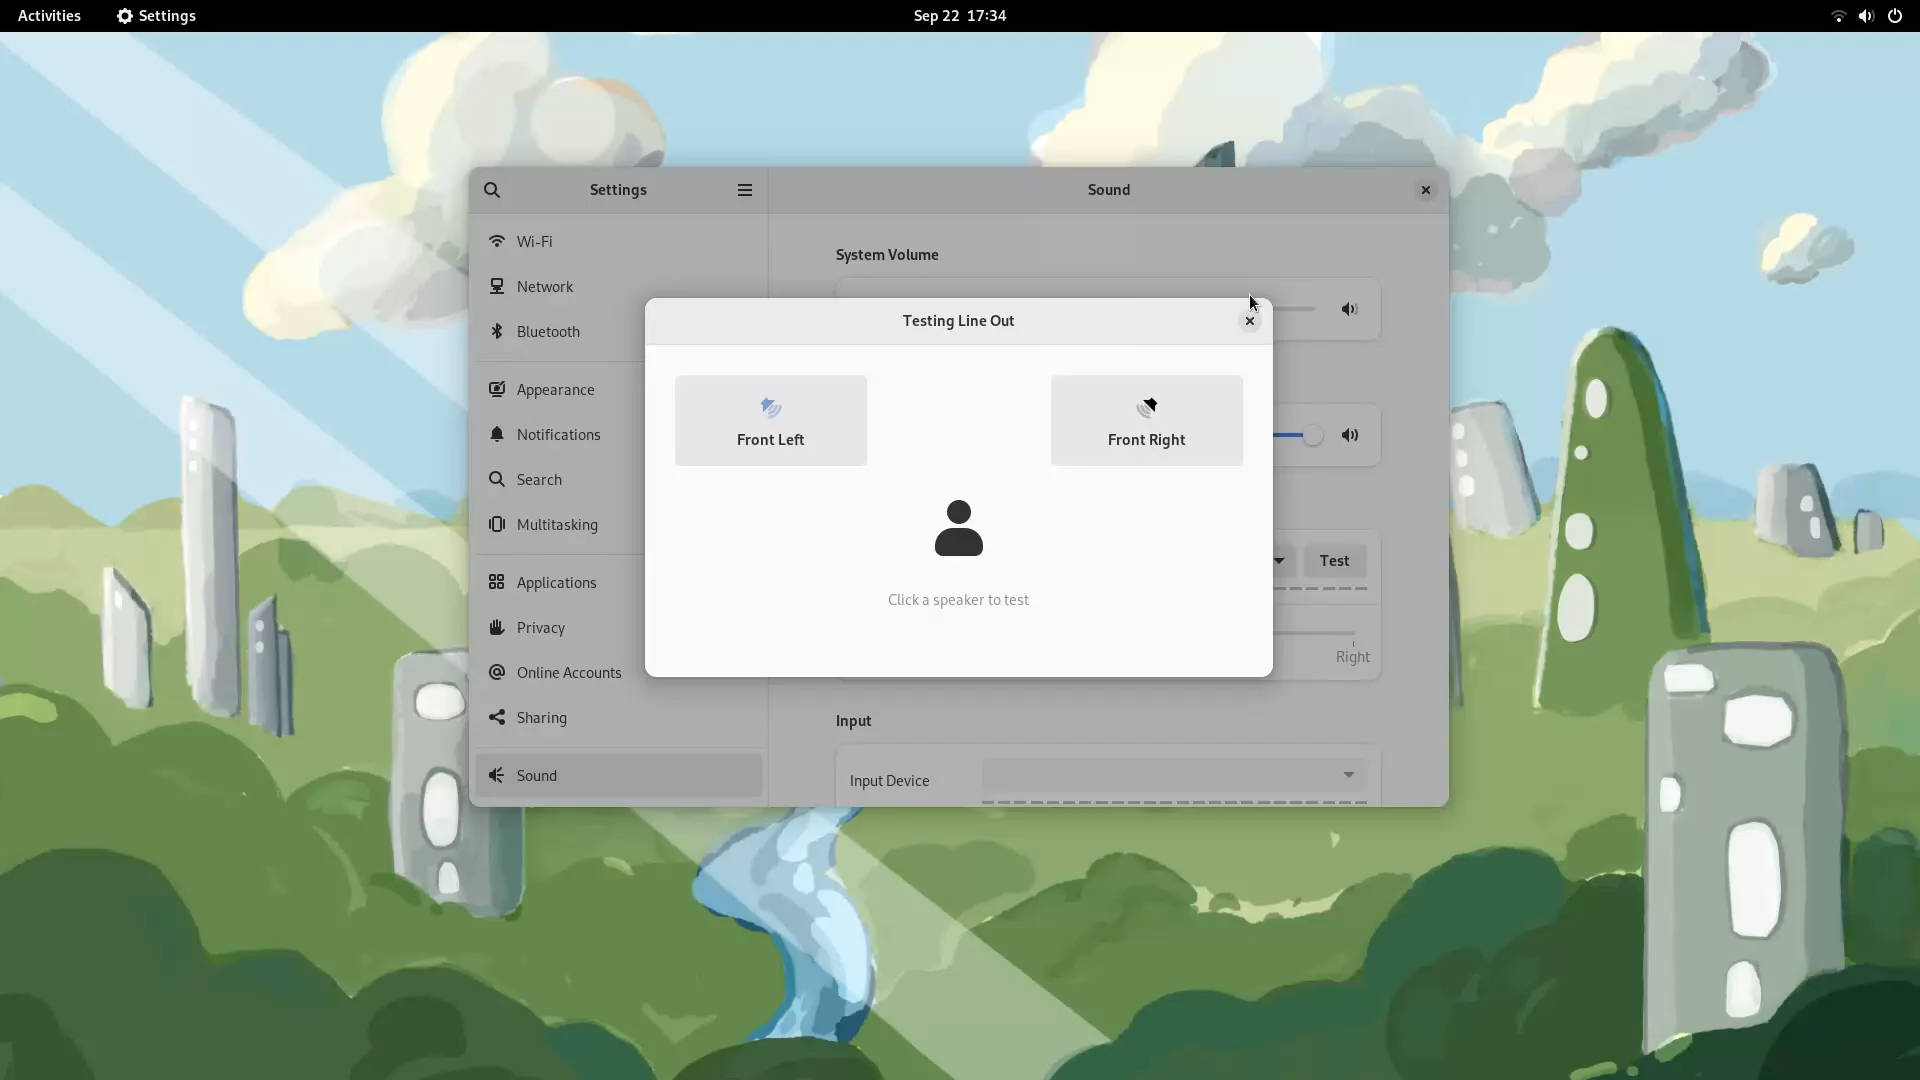 Activities
Settings
Sep 22 17:34
Settings
Sound
Wi-Fi
Network
Bluetooth
Appearance
Notifications
Search
Multitasking
Applications
Privacy
Online Accounts
Sharing
Sound
System Volume
Testing Line Out
Front Left
Front Right
Click a speaker to test
Test
Right
Input
Input Device